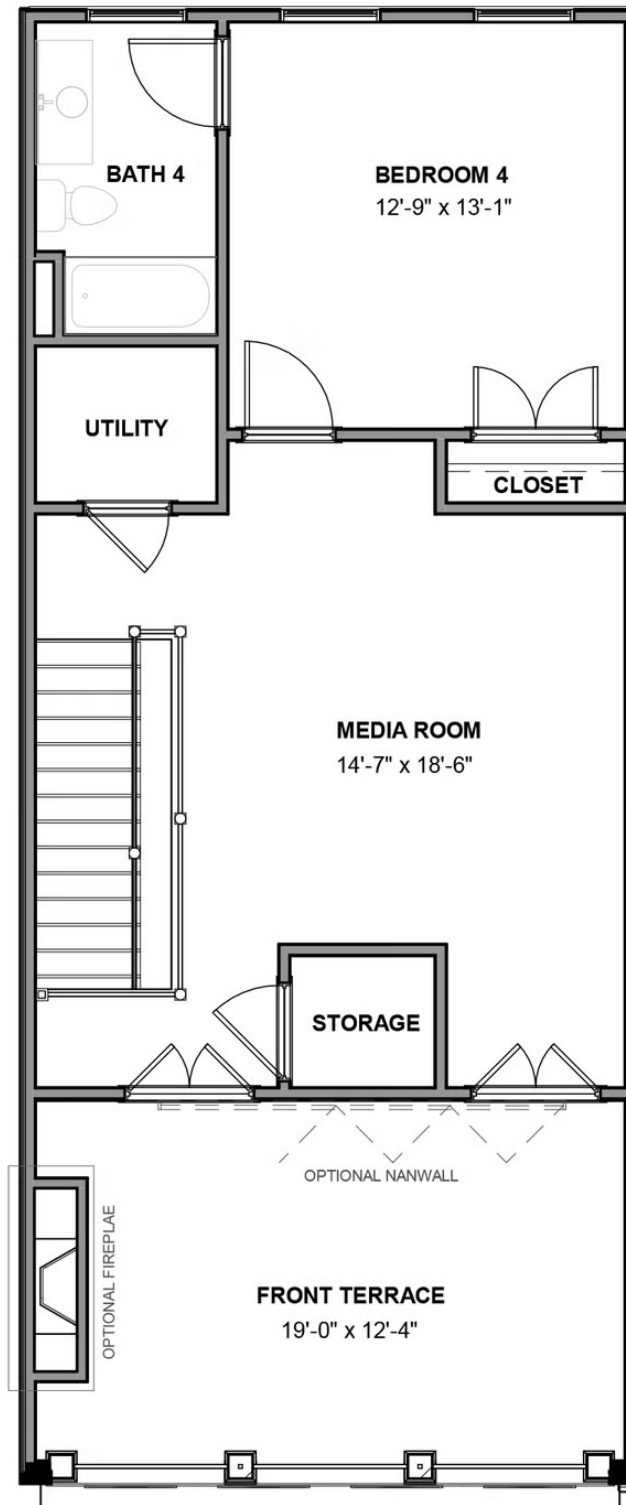 BATH 4
BEDROOM 4
12'-9" x 13'-1"
UTILITY
CLOSET
MEDIA ROOM
14'-7" x 18'-6"
STORAGE
OPTIONAL NANWALL
OPTIONAL FIREPLAE
FRONT TERRACE
19'-0" x 12'-4"